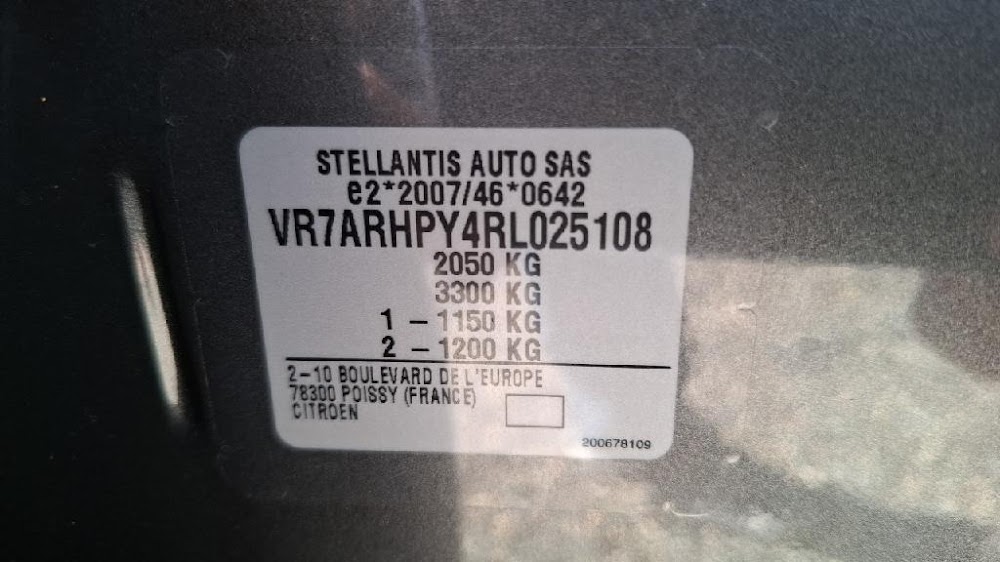 STELLANTIS AUTO SAS
e2*2007/46*0642
VR7ARHPY4RL025108
2050 KG
3300 KG
1 - 1150 KG
2 - 1200 KG
2-10 BOULEVARD DE L'EUROPE
78300 POISSY (FRANCE)
CITROEN
200678109